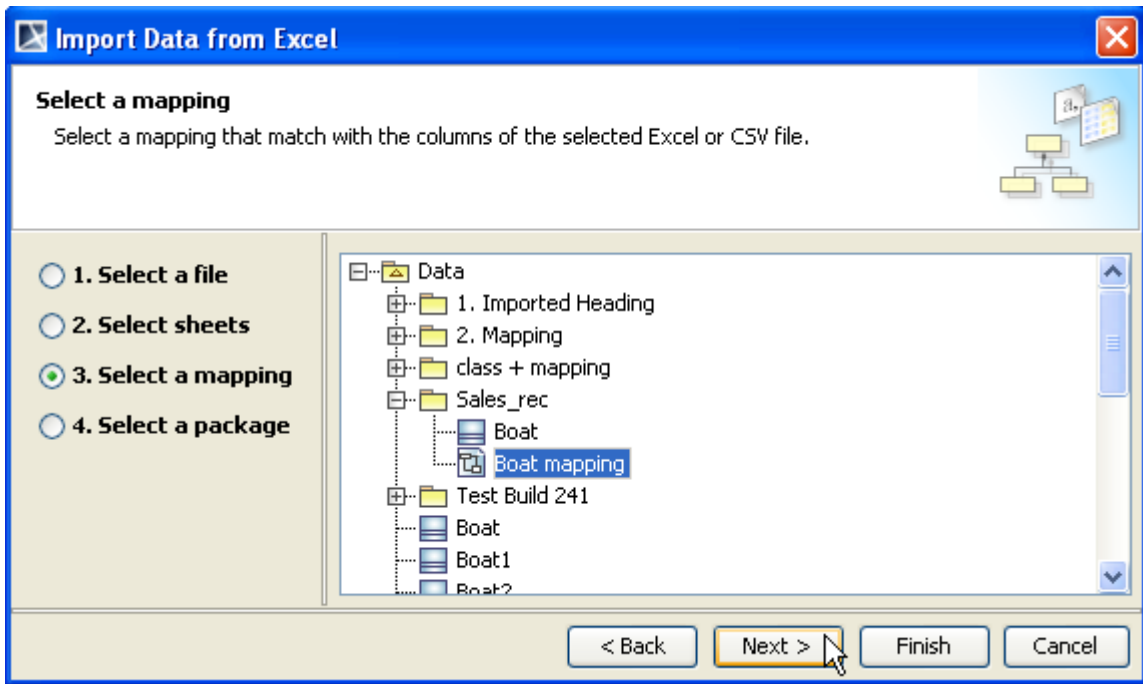 Import Data from Excel
Select a mapping
Select a mapping that match with the columns of the selected Excel or CSV file.
a,
1. Select a file
2. Select sheets
3. Select a mapping
4. Select a package
Data
1. Imported Heading
2. Mapping
class + mapping
Sales_rec
Boat
Boat mapping
Test Build 241
Boat
Boat1
Boat2
< Back Next > Finish Cancel